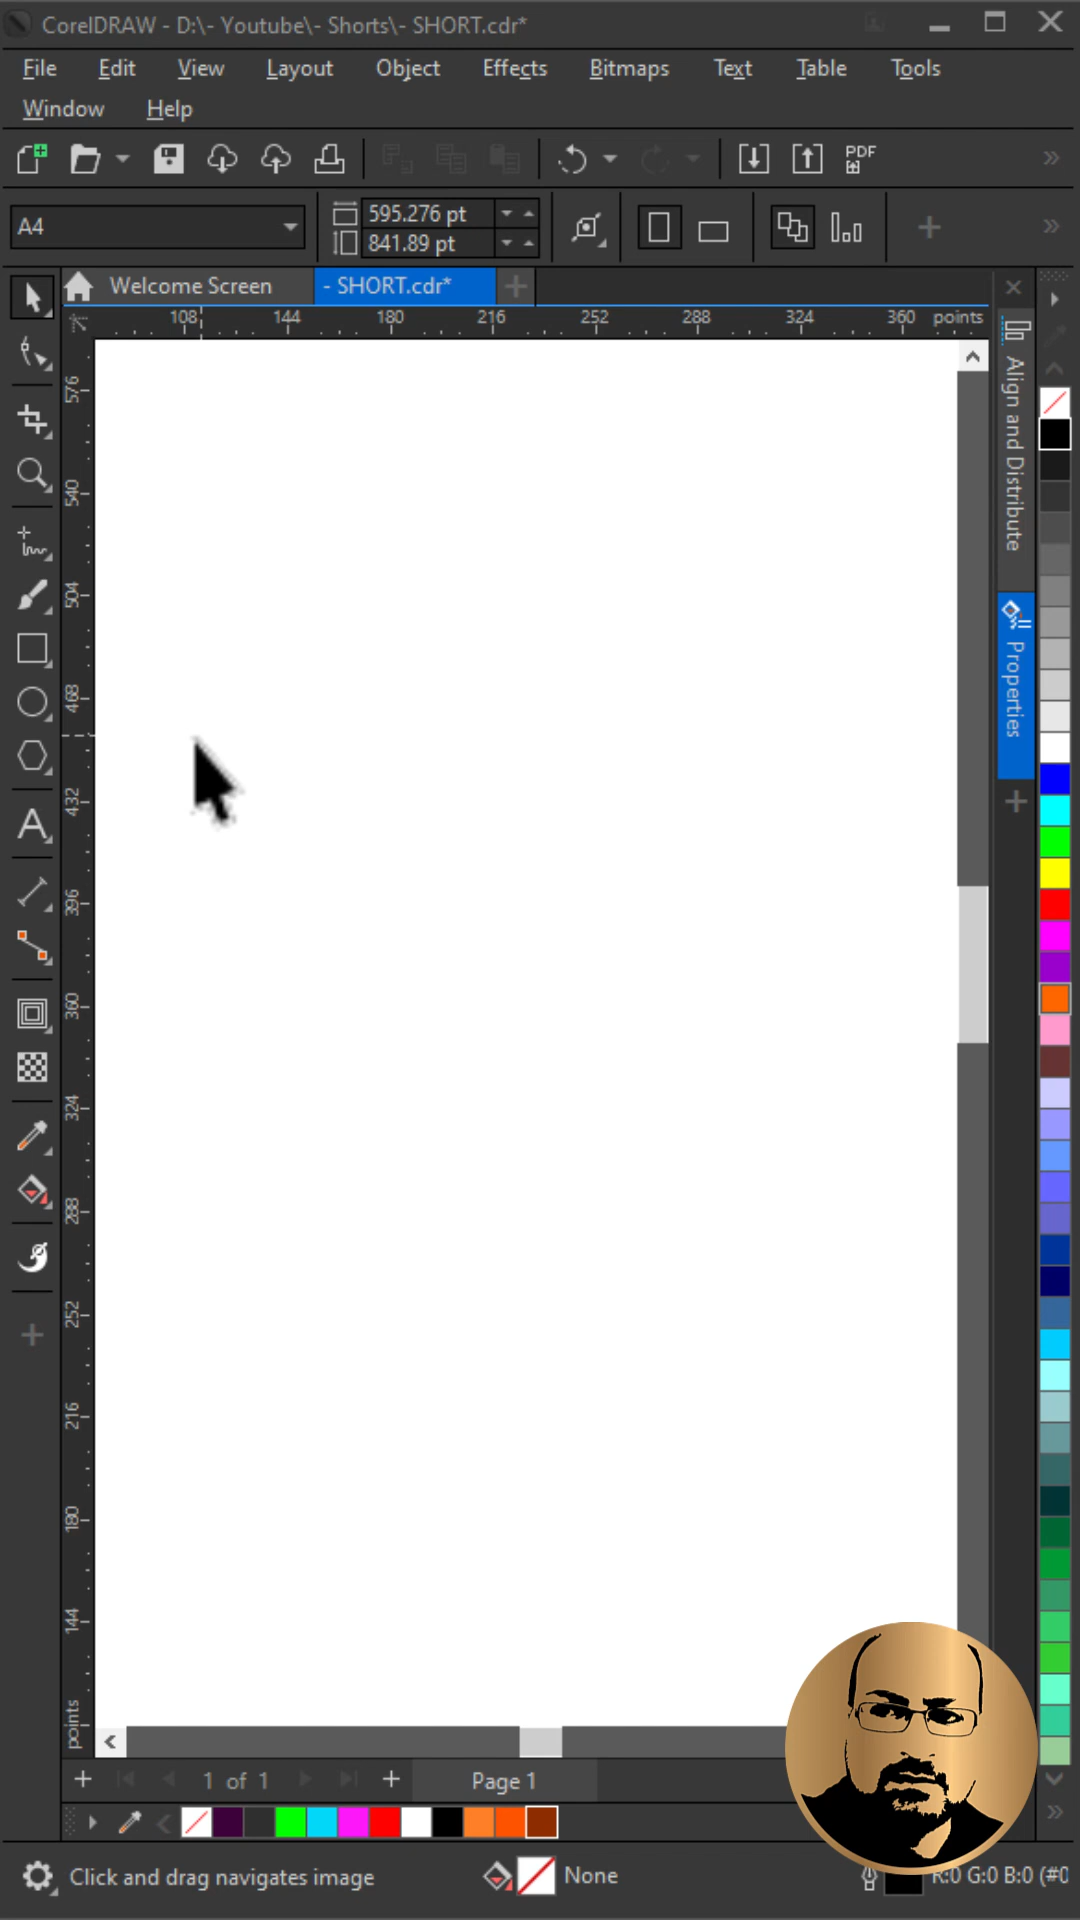 CorelDRAW - D:\- Youtube\- Shorts\- SHORT.cdr*
File Edit View Layout Object Effects Bitmaps Text Table Tools
Window Help
PDF
A4
595.276 pt
841.89 pt
Welcome Screen
- SHORT.cdr*
108 144 180 216 252 288 324 360 points
576
540
504
468
432
396
360
324
288
252
216
180
144
points
Align and Distribute
Properties
1 of 1
Page 1
Click and drag navigates image
None
R:0 G:0 B:0 (#0